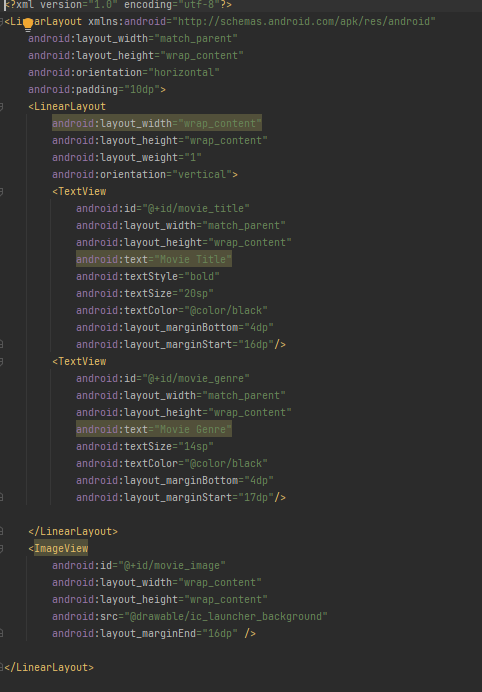 <?xml version="1.0" encoding="utf-8"?>
<LinearLayout xmlns:android="http://schemas.android.com/apk/res/android"
    android:layout_width="match_parent"
    android:layout_height="wrap_content"
    android:orientation="horizontal"
    android:padding="10dp">
    <LinearLayout
        android:layout_width="wrap_content"
        android:layout_height="wrap_content"
        android:layout_weight="1"
        android:orientation="vertical">
        <TextView
            android:id="@+id/movie_title"
            android:layout_width="match_parent"
            android:layout_height="wrap_content"
            android:text="Movie Title"
            android:textStyle="bold"
            android:textSize="20sp"
            android:textColor="@color/black"
            android:layout_marginBottom="4dp"
            android:layout_marginStart="16dp"/>
        <TextView
            android:id="@+id/movie_genre"
            android:layout_width="match_parent"
            android:layout_height="wrap_content"
            android:text="Movie Genre"
            android:textSize="14sp"
            android:textColor="@color/black"
            android:layout_marginBottom="4dp"
            android:layout_marginStart="17dp"/>

    </LinearLayout>
    <ImageView
        android:id="@+id/movie_image"
        android:layout_width="wrap_content"
        android:layout_height="wrap_content"
        android:src="@drawable/ic_launcher_background"
        android:layout_marginEnd="16dp" />

</LinearLayout>